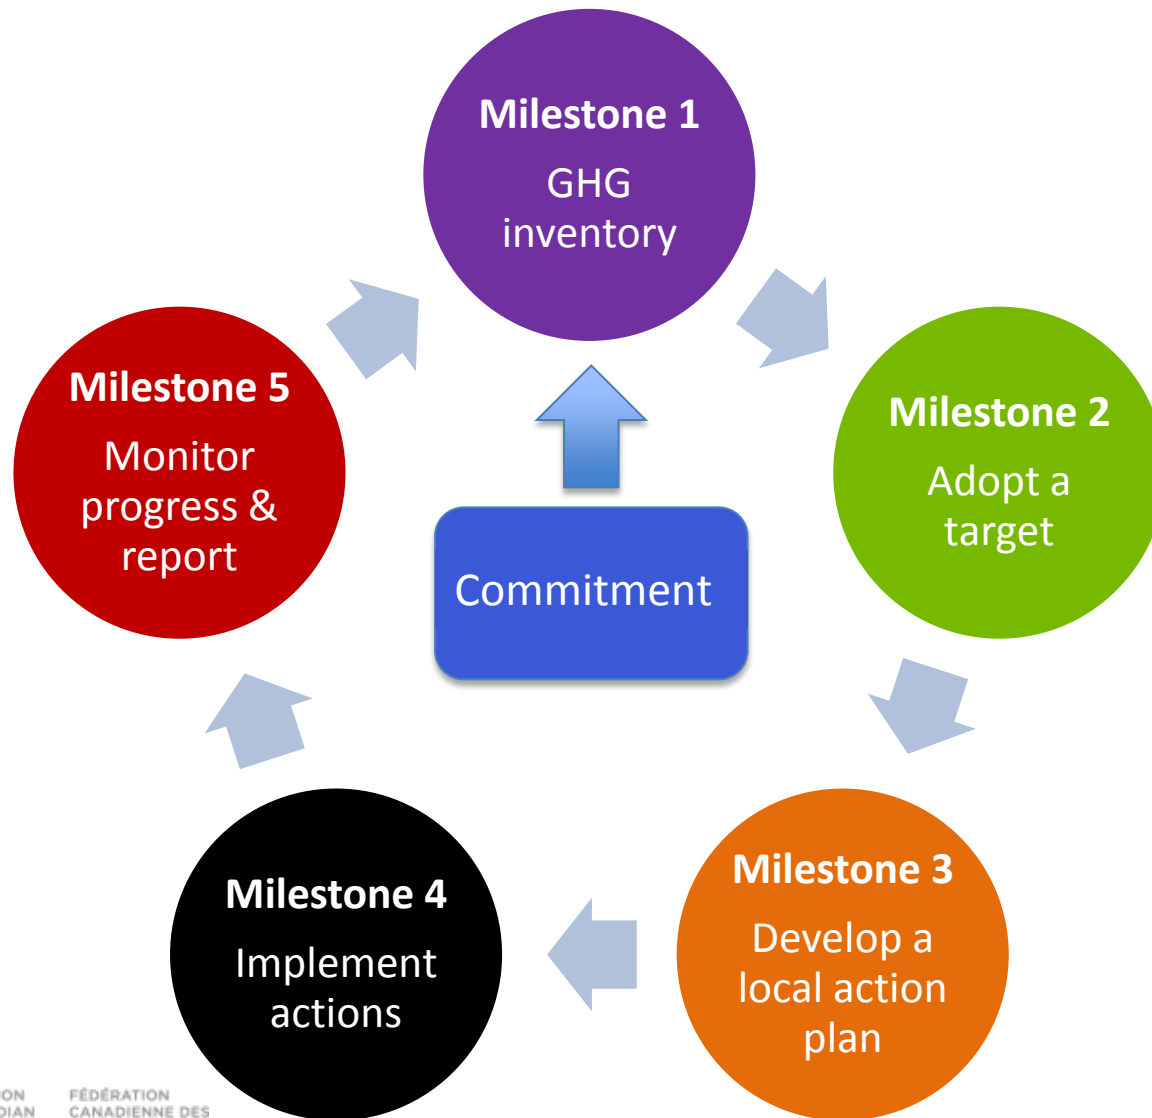 Milestone 1
GHG
inventory
Milestone 2
Adopt a
target
Milestone 3
Develop a
local action
plan
Milestone 4
Implement
actions
Milestone 5
Monitor
progress &
report
Commitment
FÉDÉRATION
CANADIENNE DES